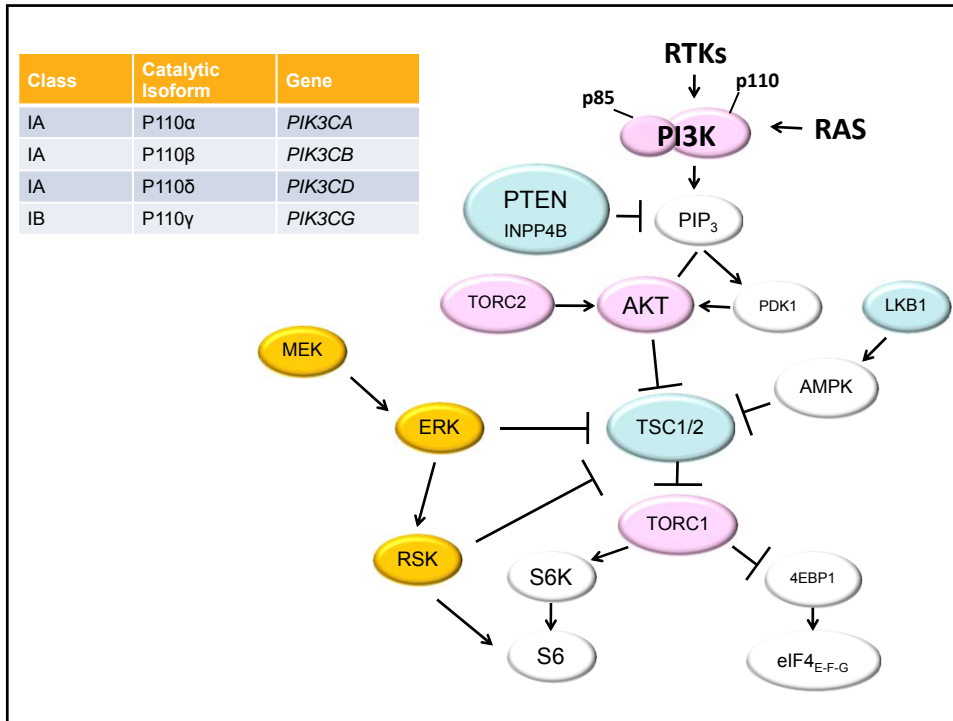 Class Catalytic Isoform Gene
IA P110α PIK3CA
IA P110β PIK3CB
IA P110δ PIK3CD
IB P110γ PIK3CG
RTKs
p85
p110
PI3K
RAS
PTEN
INPP4B
PIP3
TORC2
AKT
PDK1
LKB1
MEK
AMPK
ERK
TSC1/2
TORC1
RSK
S6K
4EBP1
S6
eIF4E-F-G